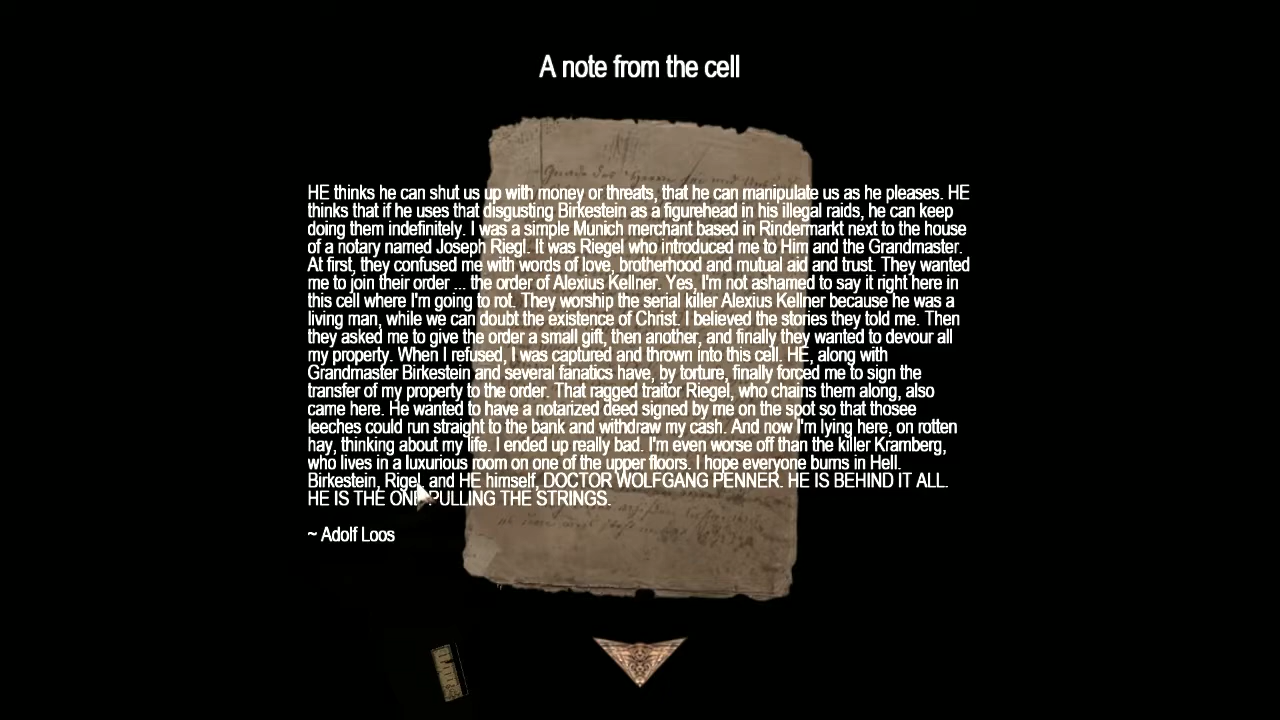 A note from the cell
HE thinks he can shut us up with money or threats, that he can manipulate us as he pleases. HE
thinks that if he uses that disgusting Birkestein as a figurehead in his illegal raids, he can keep
doing them indefinitely. I was a simple Munich merchant based in Rindermarkt next to the house
of a notary named Joseph Riegl. It was Riegel who introduced me to Him and the Grandmaster.
At first, they confused me with words of love, brotherhood and mutual aid and trust. They wanted
me to join their order ... the order of Alexius Kellner. Yes, I'm not ashamed to say it right here in
this cell where I'm going to rot. They worship the serial killer Alexius Kellner because he was a
living man, while we can doubt the existence of Christ. I believed the stories they told me. Then
they asked me to give the order a small gift, then another, and finally they wanted to devour all
my property. When I refused, I was captured and thrown into this cell. HE, along with
Grandmaster Birkestein and several fanatics have, by torture, finally forced me to sign the
transfer of my property to the order. That ragged traitor Riegel, who chains them along, also
came here. He wanted to have a notarized deed signed by me on the spot so that thosee
leeches could run straight to the bank and withdraw my cash. And now I'm lying here, on rotten
hay, thinking about my life. I ended up really bad. I'm even worse off than the killer Kramberg,
who lives in a luxurious room on one of the upper floors. I hope everyone burns in Hell.
Birkestein, Rigel, and HE himself, DOCTOR WOLFGANG PENNER. HE IS BEHIND IT ALL.
HE IS THE ONE PULLING THE STRINGS.
~ Adolf Loos